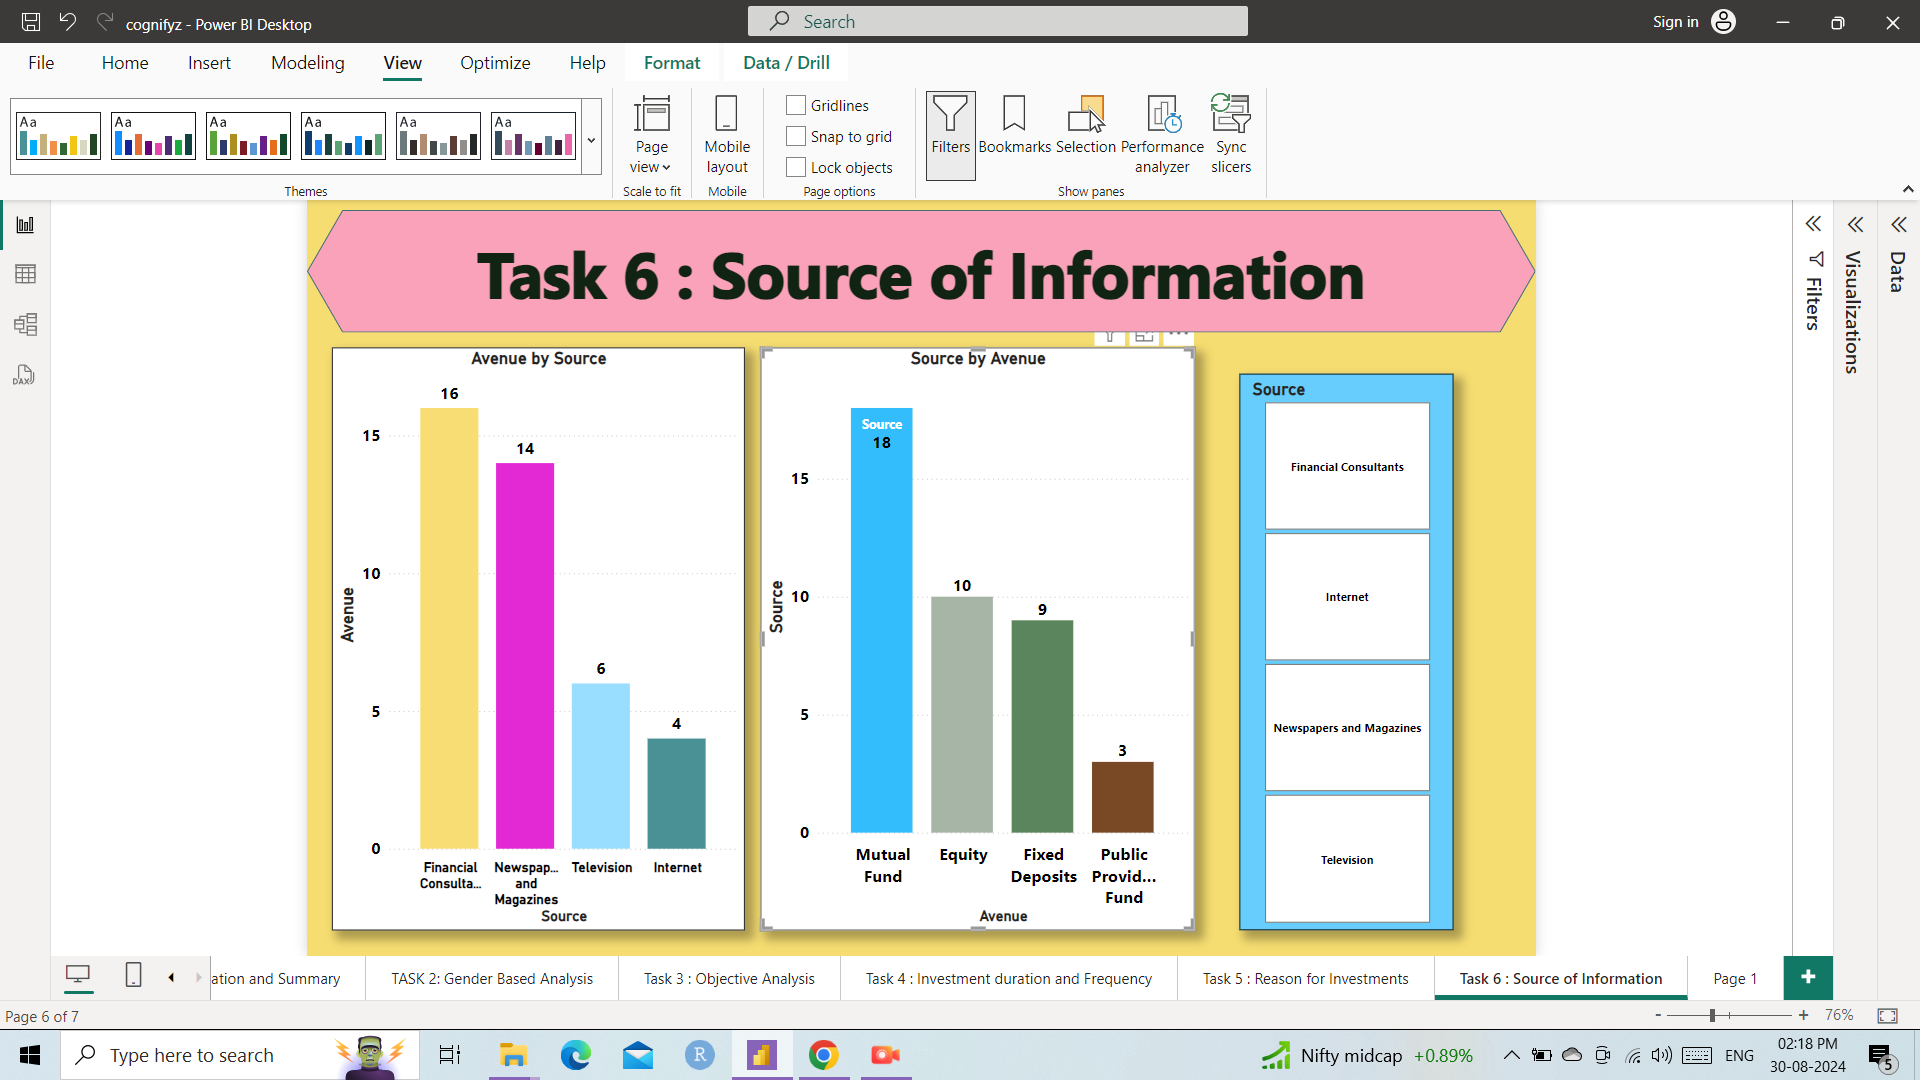 cognifyz - Power BI Desktop
Search
Sign in
File Home Insert Modeling View Optimize Help Format Data / Drill
Aa Aa Aa Aa Aa Aa
Themes
Page view
Scale to fit
Mobile layout
Mobile
Gridlines
Snap to grid
Lock objects
Page options
Filters
Bookmarks
Selection
Performance analyzer
Sync slicers
Show panes
DAX
Task 6 : Source of Information
Filters
Visualizations
Data
Avenue by Source
Avenue
15
10
5
0
16
14
6
4
Financial Consulta...
Newspap... and Magazines
Television
Internet
Source
Source by Avenue
Source
15
10
5
0
Source
18
10
9
3
Mutual Fund
Equity
Fixed Deposits
Public Provid... Fund
Avenue
Source
Financial Consultants
Internet
Newspapers and Magazines
Television
ation and Summary
TASK 2: Gender Based Analysis
Task 3 : Objective Analysis
Task 4 : Investment duration and Frequency
Task 5 : Reason for Investments
Task 6 : Source of Information
Page 1
+
Page 6 of 7
- + 76%
Type here to search
R
Nifty midcap +0.89%
ENG
02:18 PM
30-08-2024
5